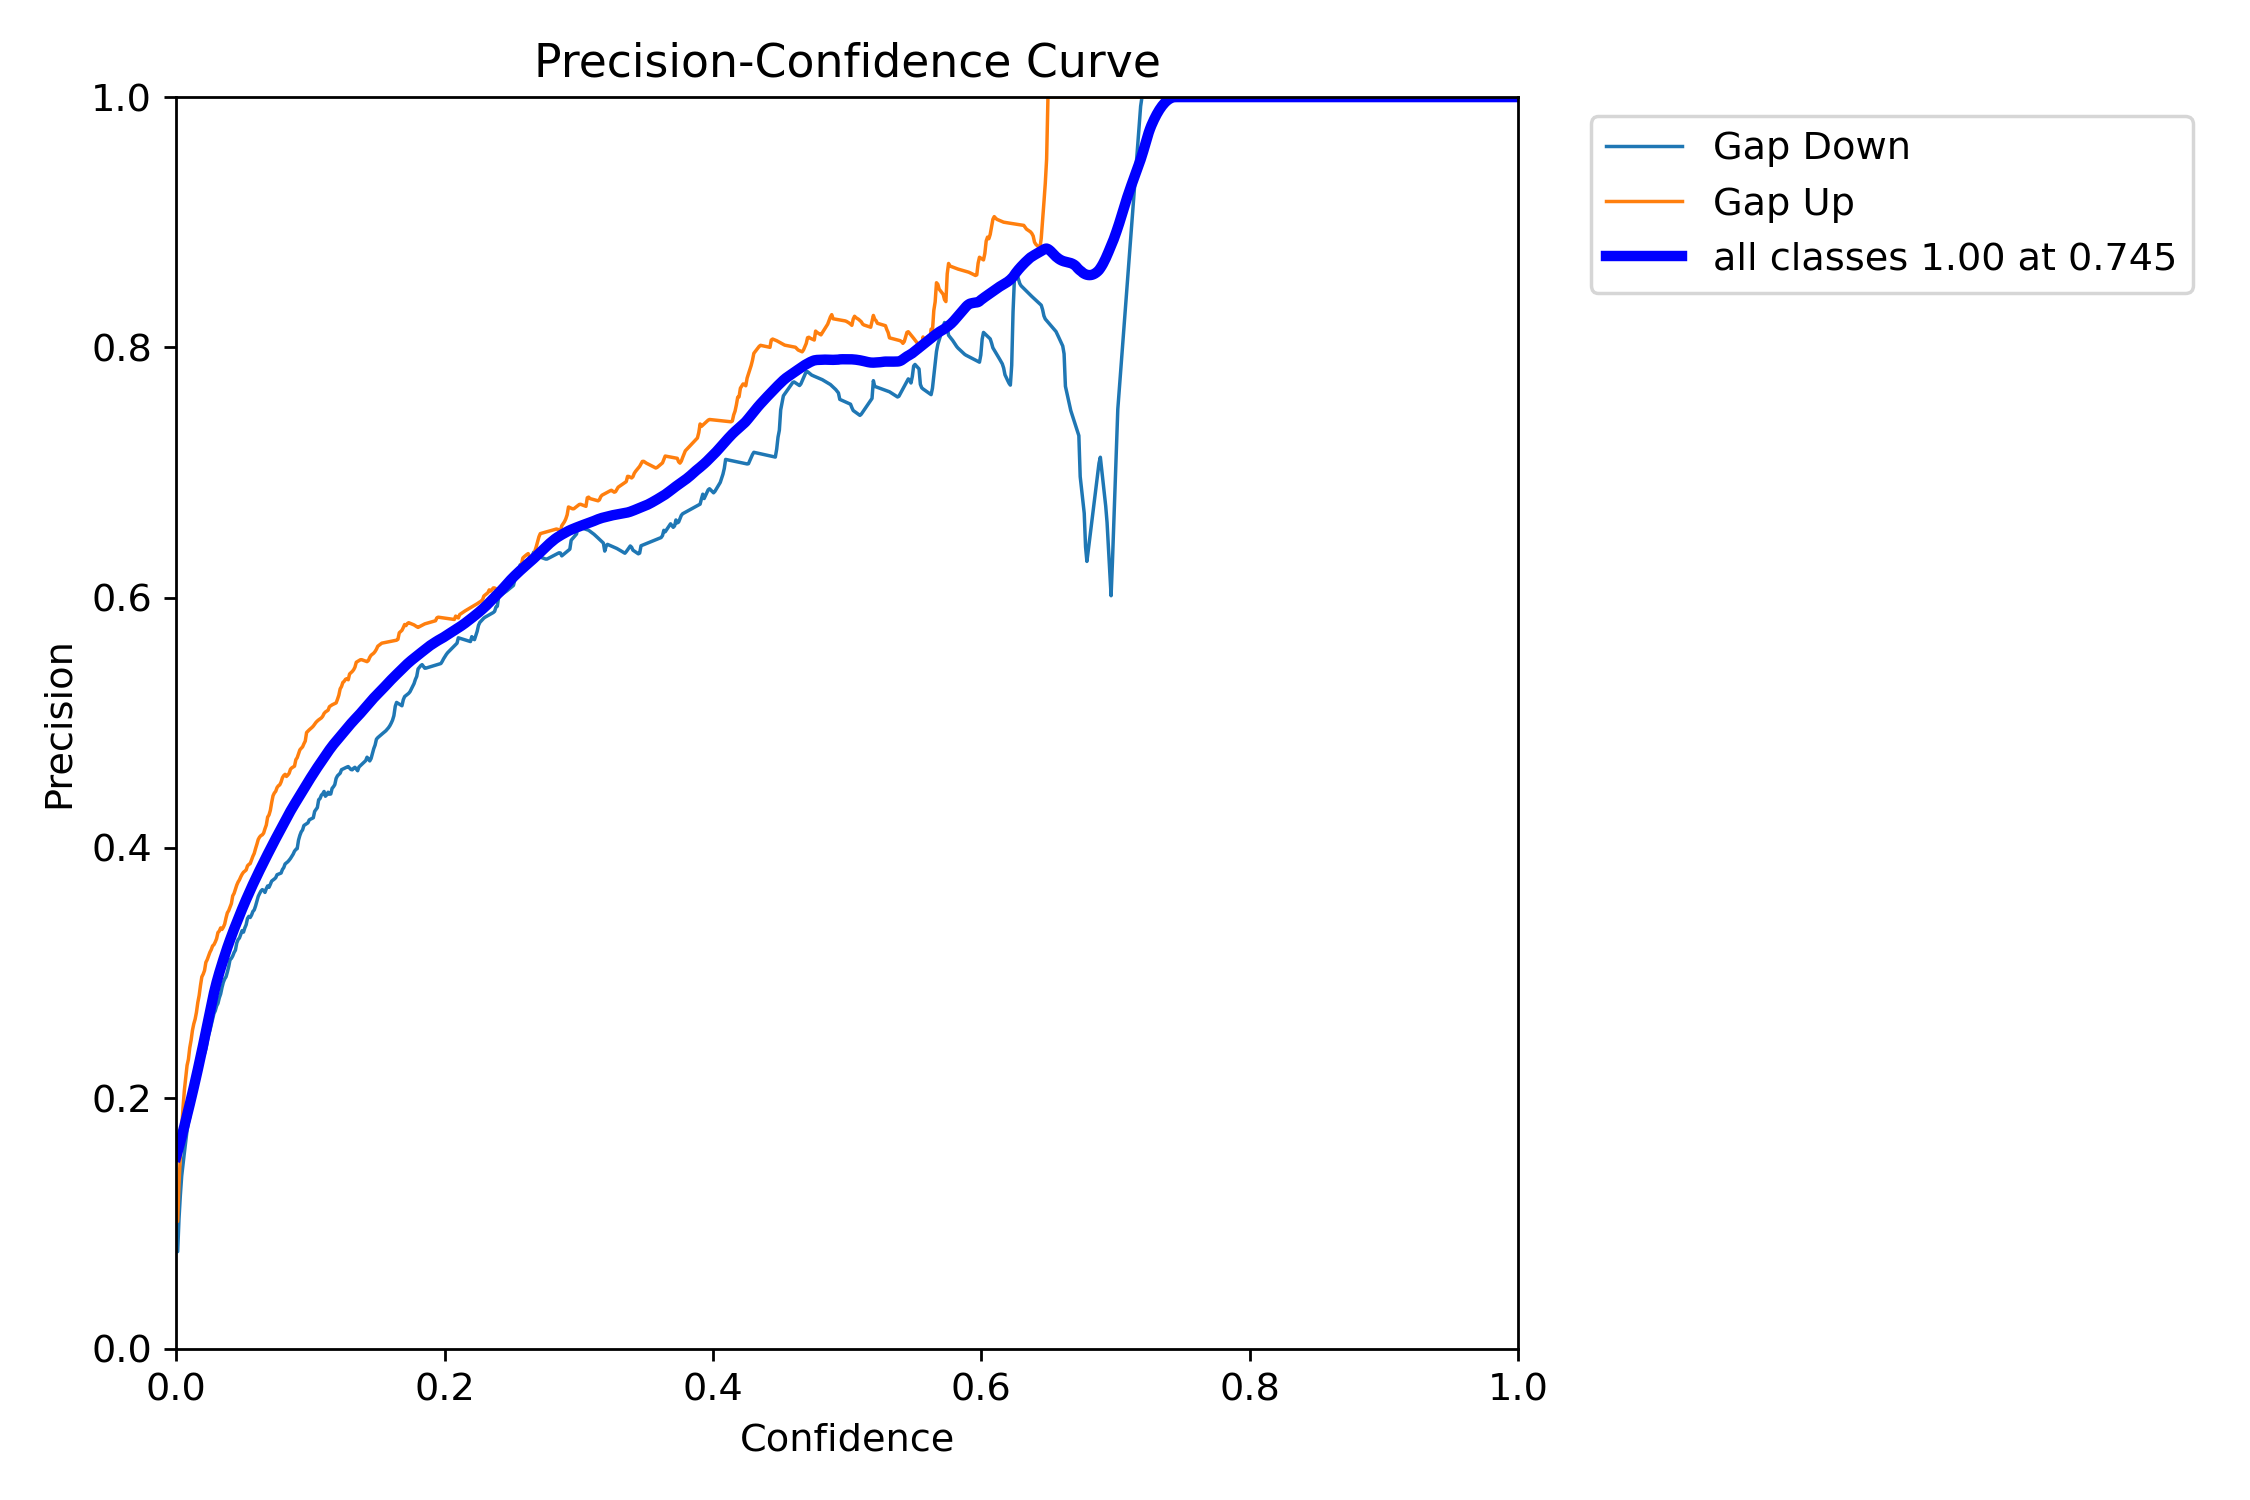 Precision-Confidence Curve
1.0
0.8
0.6
0.4
0.2
0.0
Precision
0.0 0.2 0.4 0.6 0.8 1.0
Confidence
Gap Down
Gap Up
all classes 1.00 at 0.745